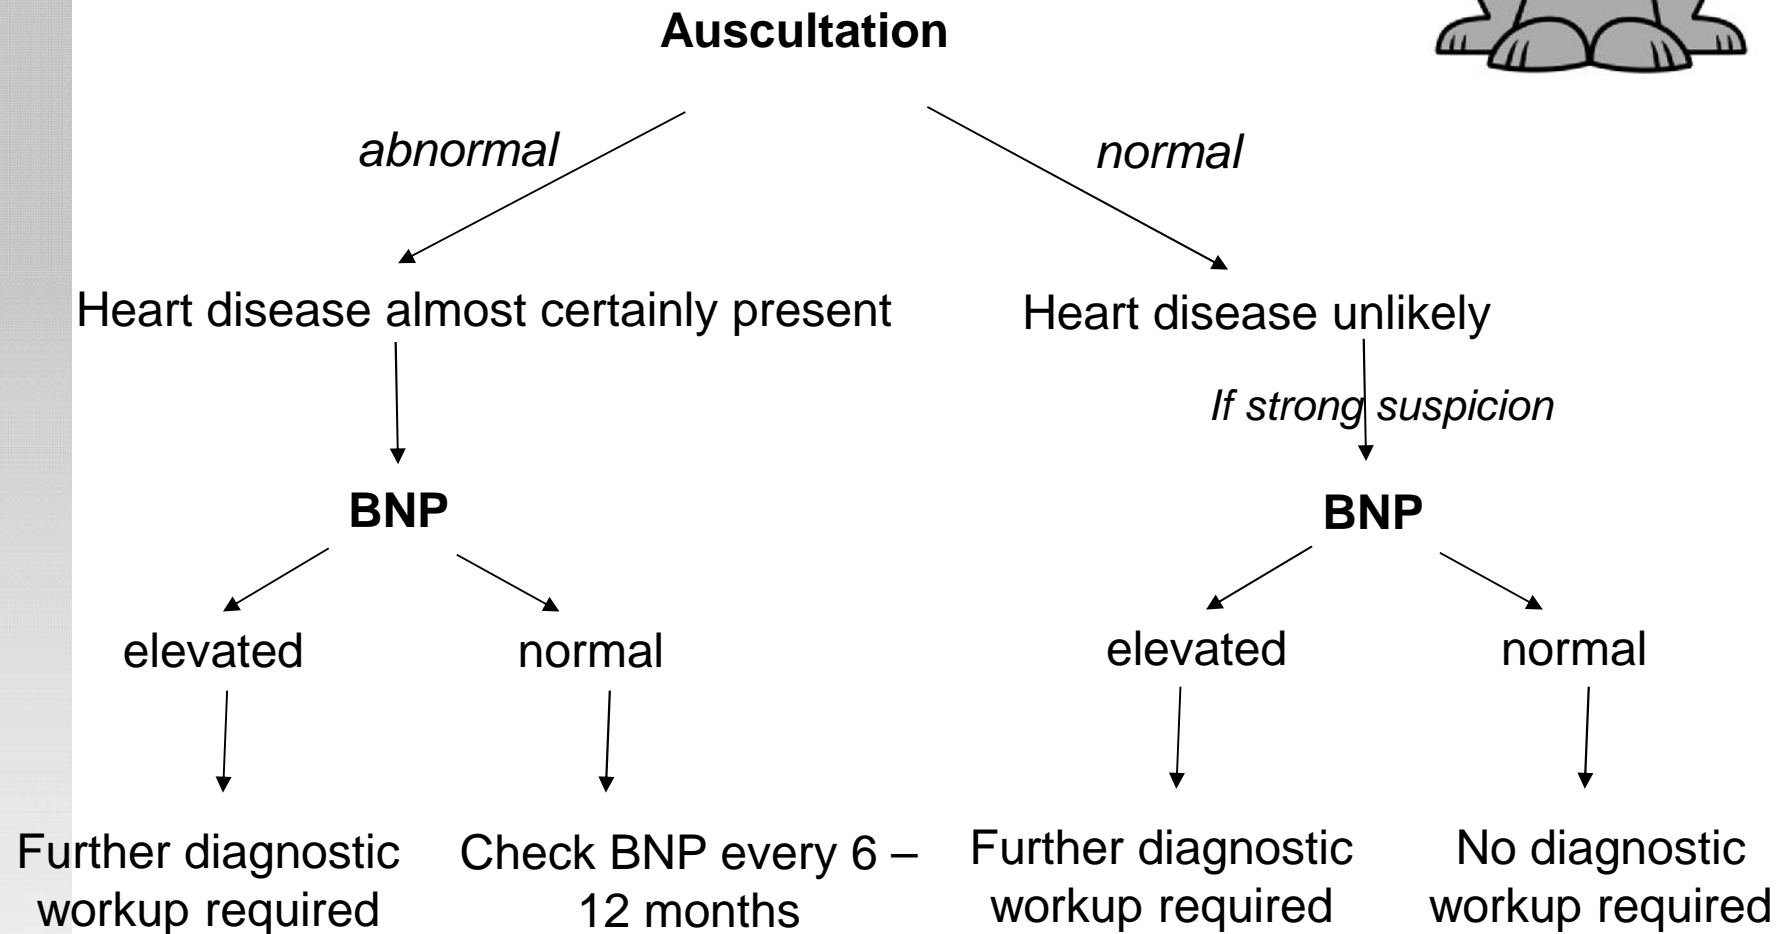 Auscultation
abnormal
normal
Heart disease almost certainly present
Heart disease unlikely
If strong suspicion
BNP
BNP
elevated
normal
elevated
normal
Further diagnostic
workup required
Check BNP every 6 –
12 months
Further diagnostic
workup required
No diagnostic
workup required